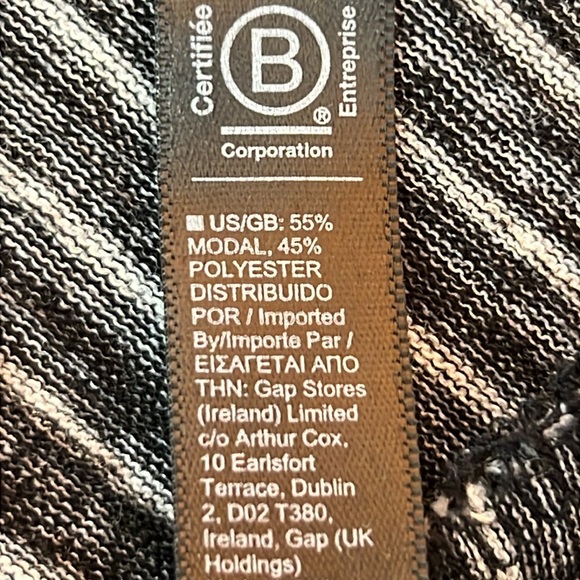 Certifiée
B
Entreprise
®
Corporation
US/GB: 55%
MODAL, 45%
POLYESTER
DISTRIBUIDO
POR / Imported
By/Importe Par /
ΕΙΣΑΓΕΤΑΙ ΑΠΟ
ΤΗΝ: Gap Stores
(Ireland) Limited
c/o Arthur Cox,
10 Earlsfort
Terrace, Dublin
2, D02 T380,
Ireland, Gap (UK
Holdings)